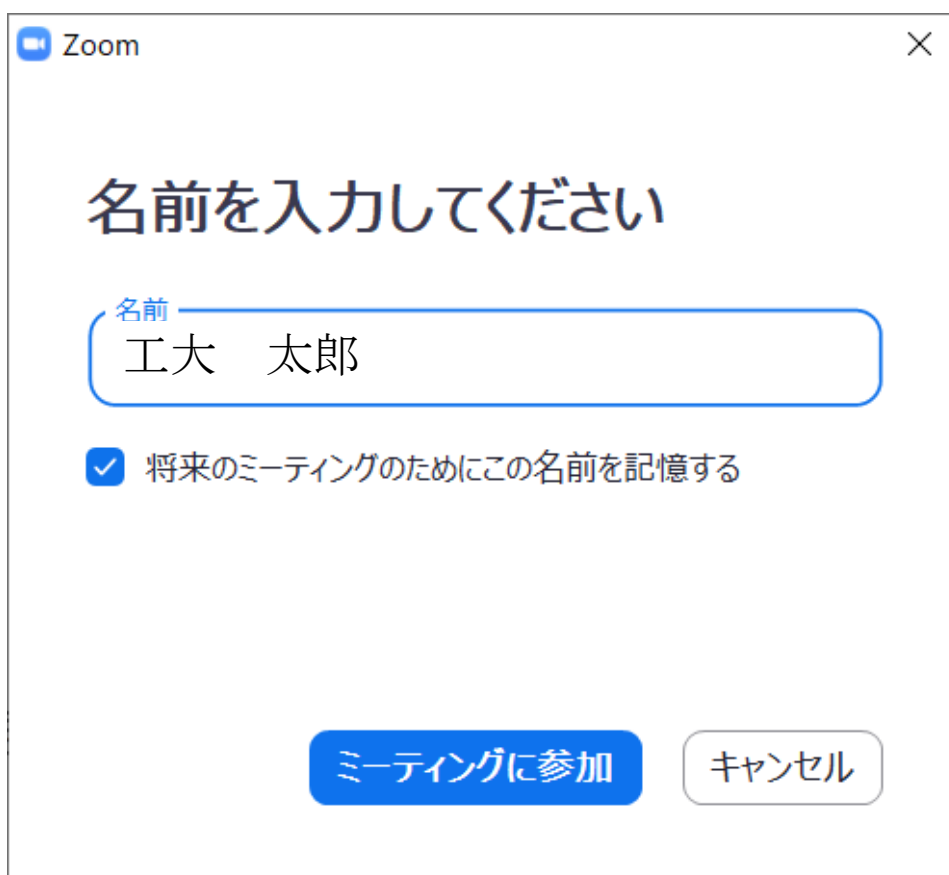 Zoom
名前を入力してください
名前
工大　太郎
将来のミーティングのためにこの名前を記憶する
ミーティングに参加
キャンセル